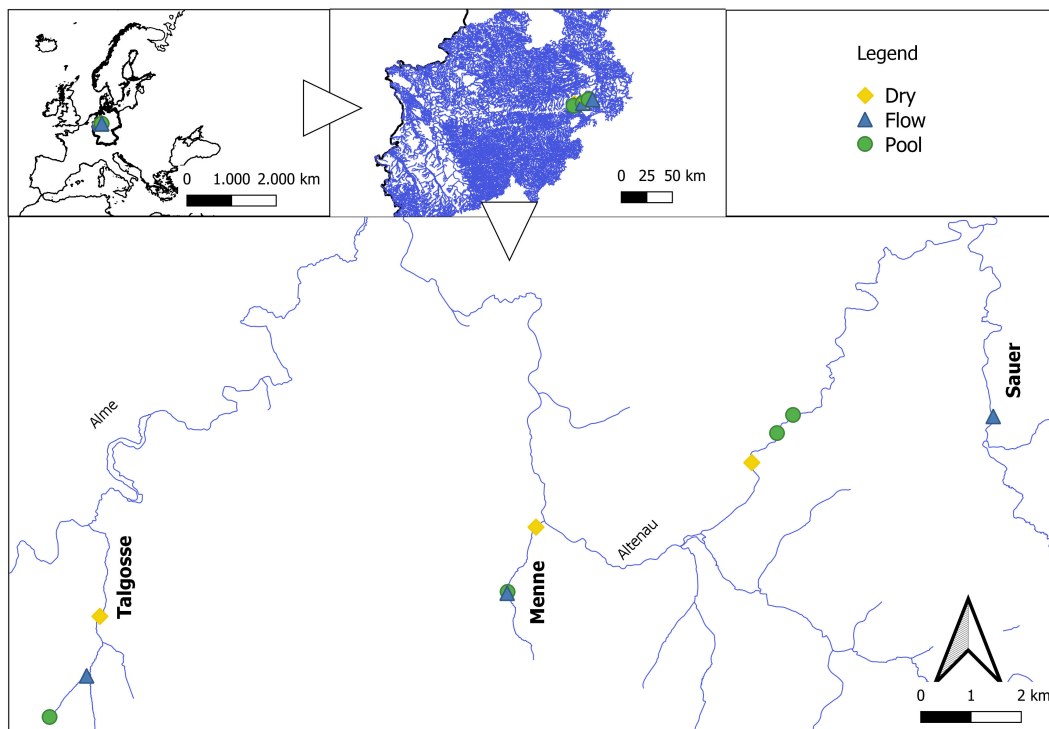 0 1.000 2.000 km
0 25 50 km
Legend
Dry
Flow
Pool
Alme
Talgosse
Menne
Altenau
Sauer
0 1 2 km